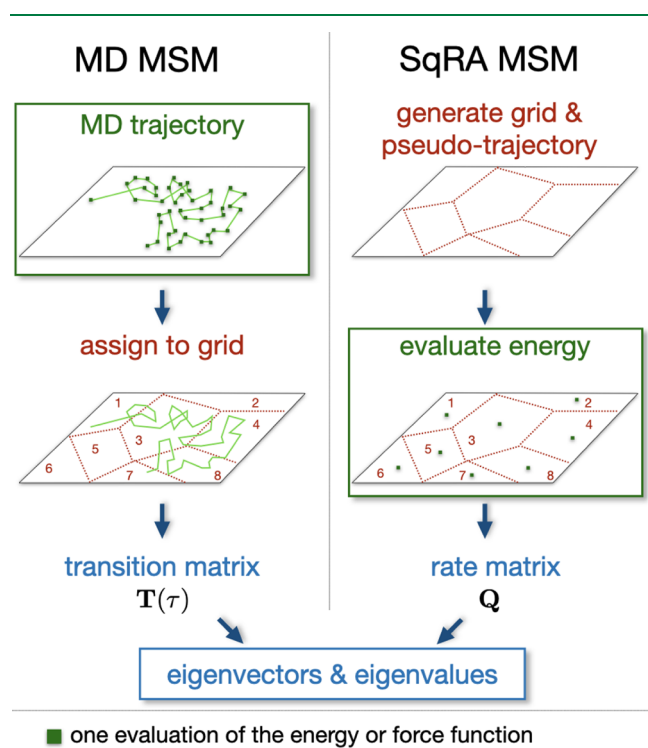 MD MSM
SqRA MSM
MD trajectory
generate grid &
pseudo-trajectory
assign to grid
evaluate energy
1
2
3
4
5
6
7
8
1
2
3
4
5
6
7
8
transition matrix
T(τ)
rate matrix
Q
eigenvectors & eigenvalues
one evaluation of the energy or force function